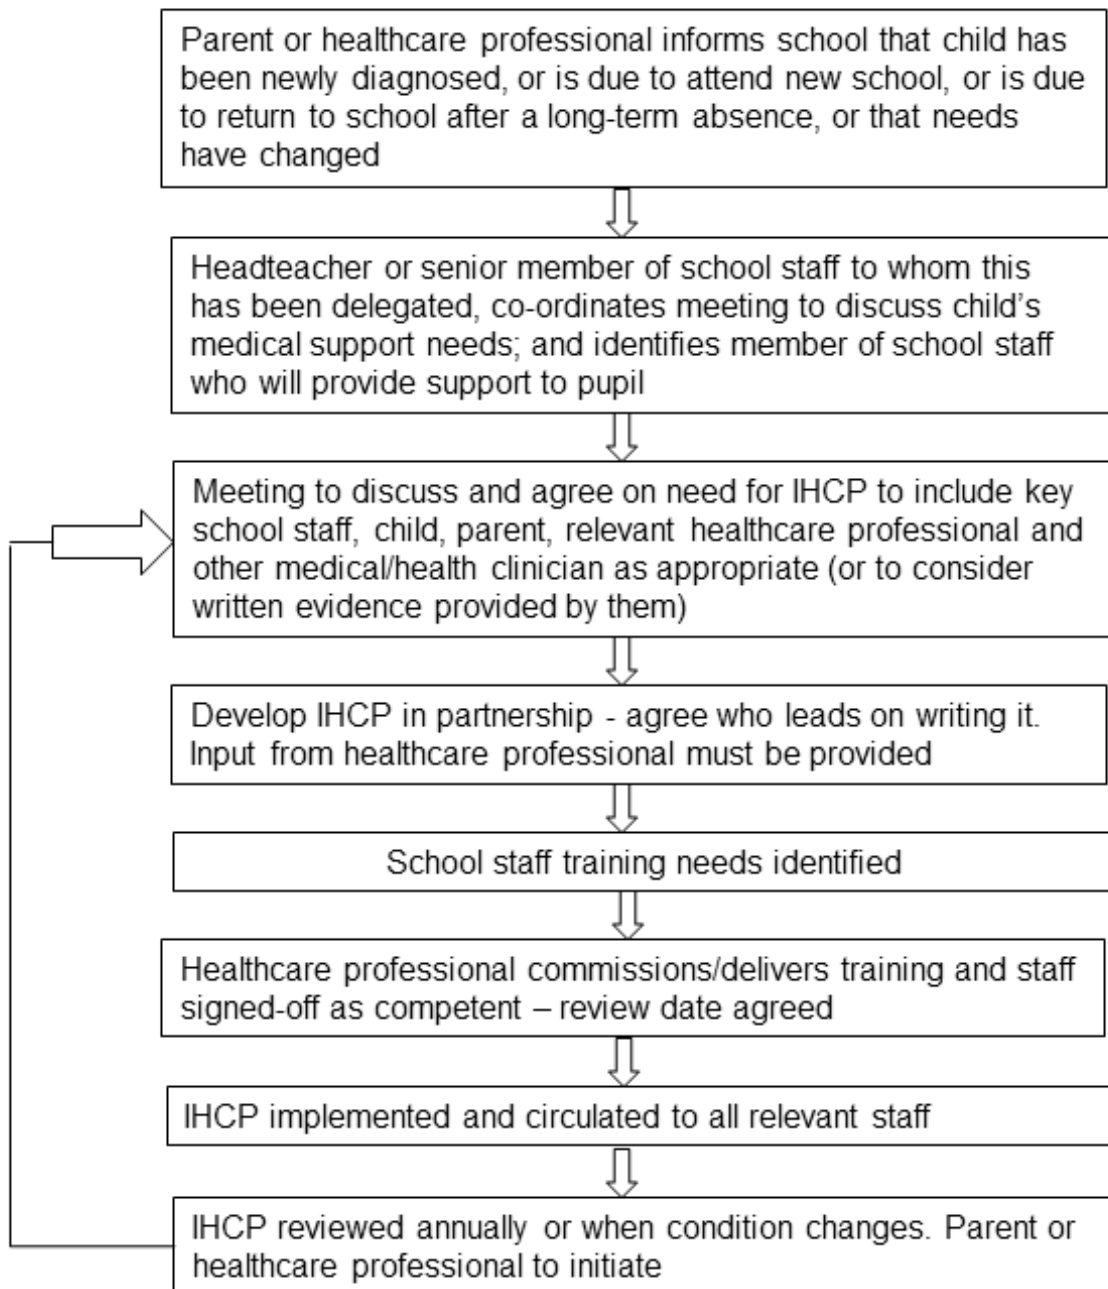 Parent or healthcare professional informs school that child has
been newly diagnosed, or is due to attend new school, or is due
to return to school after a long-term absence, or that needs
have changed
Headteacher or senior member of school staff to whom this
has been delegated, co-ordinates meeting to discuss child's
medical support needs; and identifies member of school staff
who will provide support to pupil
Meeting to discuss and agree on need for IHCP to include key
school staff, child, parent, relevant healthcare professional and
other medical/health clinician as appropriate (or to consider
written evidence provided by them)
Develop IHCP in partnership - agree who leads on writing it.
Input from healthcare professional must be provided
School staff training needs identified
Healthcare professional commissions/delivers training and staff
signed-off as competent – review date agreed
IHCP implemented and circulated to all relevant staff
IHCP reviewed annually or when condition changes. Parent or
healthcare professional to initiate